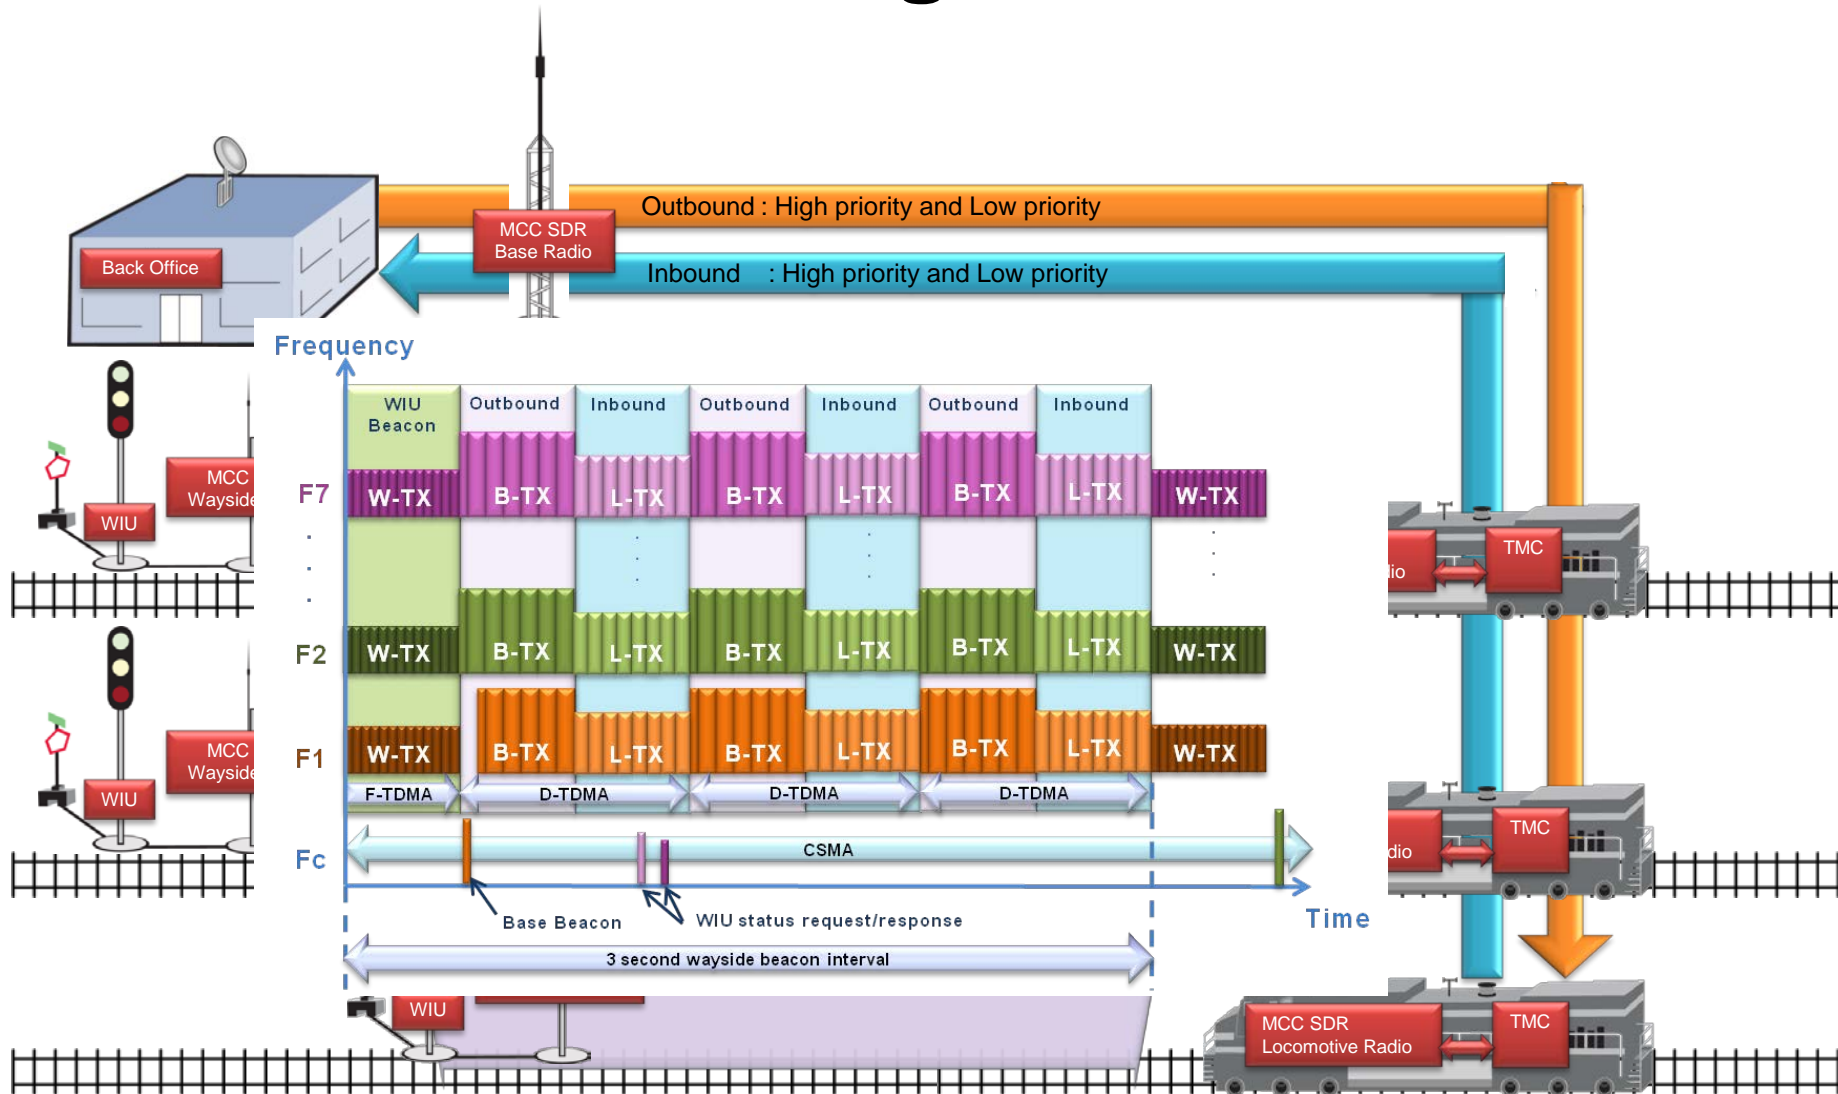 Outbound : High priority and Low priority
MCC SDR
Base Radio
Back Office
Inbound : High priority and Low priority
Frequency
WIU
Beacon
Outbound
Inbound
Outbound
Inbound
Outbound
Inbound
MCC
Wayside
WIU
F7
W-TX
B-TX
L-TX
B-TX
L-TX
B-TX
L-TX
W-TX
TMC
dio
F2
W-TX
B-TX
L-TX
B-TX
L-TX
B-TX
L-TX
W-TX
MCC
Wayside
WIU
F1
W-TX
B-TX
L-TX
B-TX
L-TX
B-TX
L-TX
W-TX
F-TDMA
D-TDMA
D-TDMA
D-TDMA
TMC
dio
Fc
CSMA
Base Beacon
WIU status request/response
Time
3 second wayside beacon interval
WIU
MCC SDR
Locomotive Radio
TMC